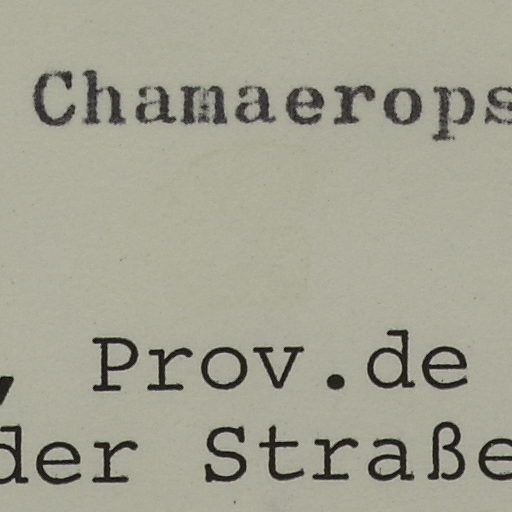 Chamaerops
, Prov.de
der Straße